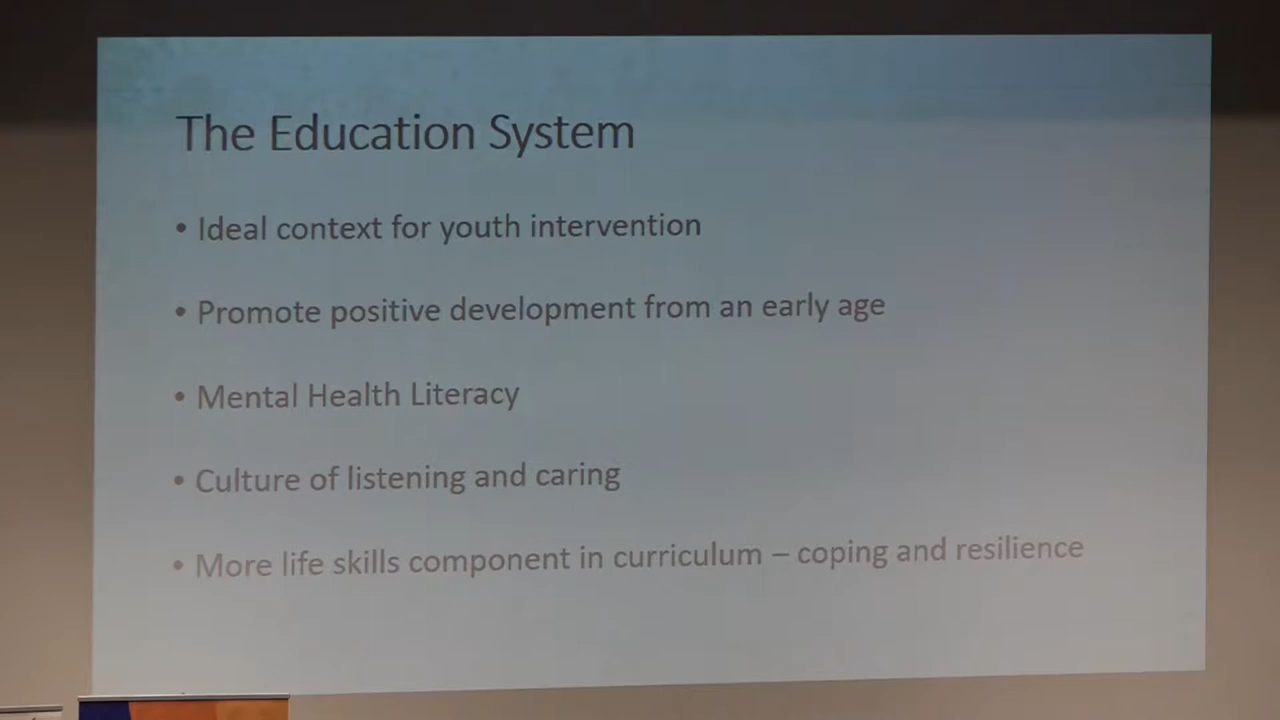 The Education System
• Ideal context for youth intervention
• Promote positive development from an early age
• Mental Health Literacy
• Culture of listening and caring
• More life skills component in curriculum – coping and resilience